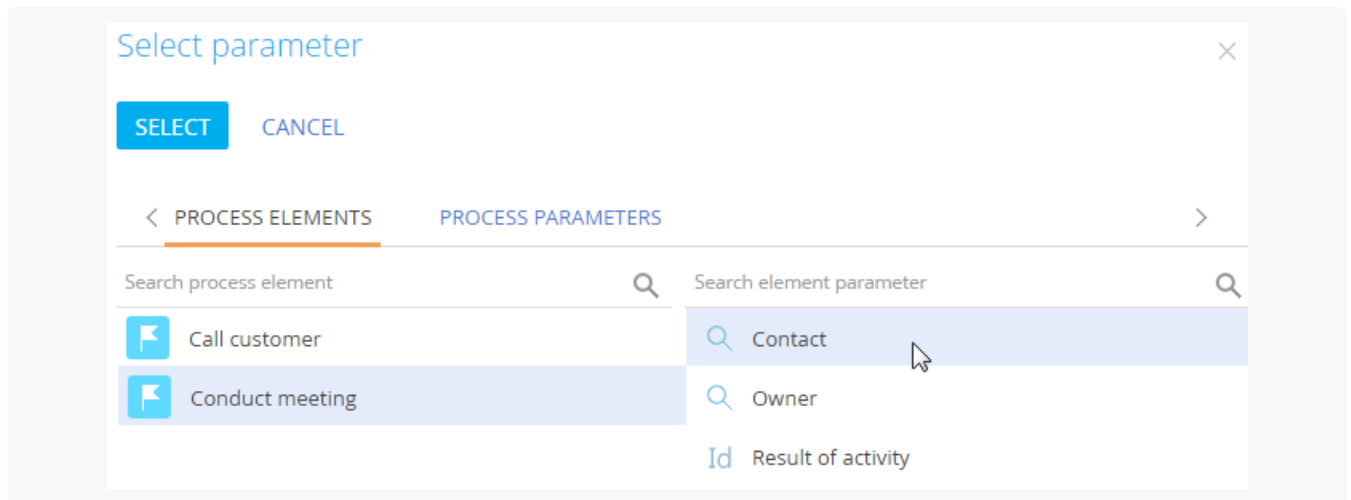 Select parameter
SELECT CANCEL
PROCESS ELEMENTS PROCESS PARAMETERS
Search process element Search element parameter
Call customer Contact
Conduct meeting Owner
Id Result of activity